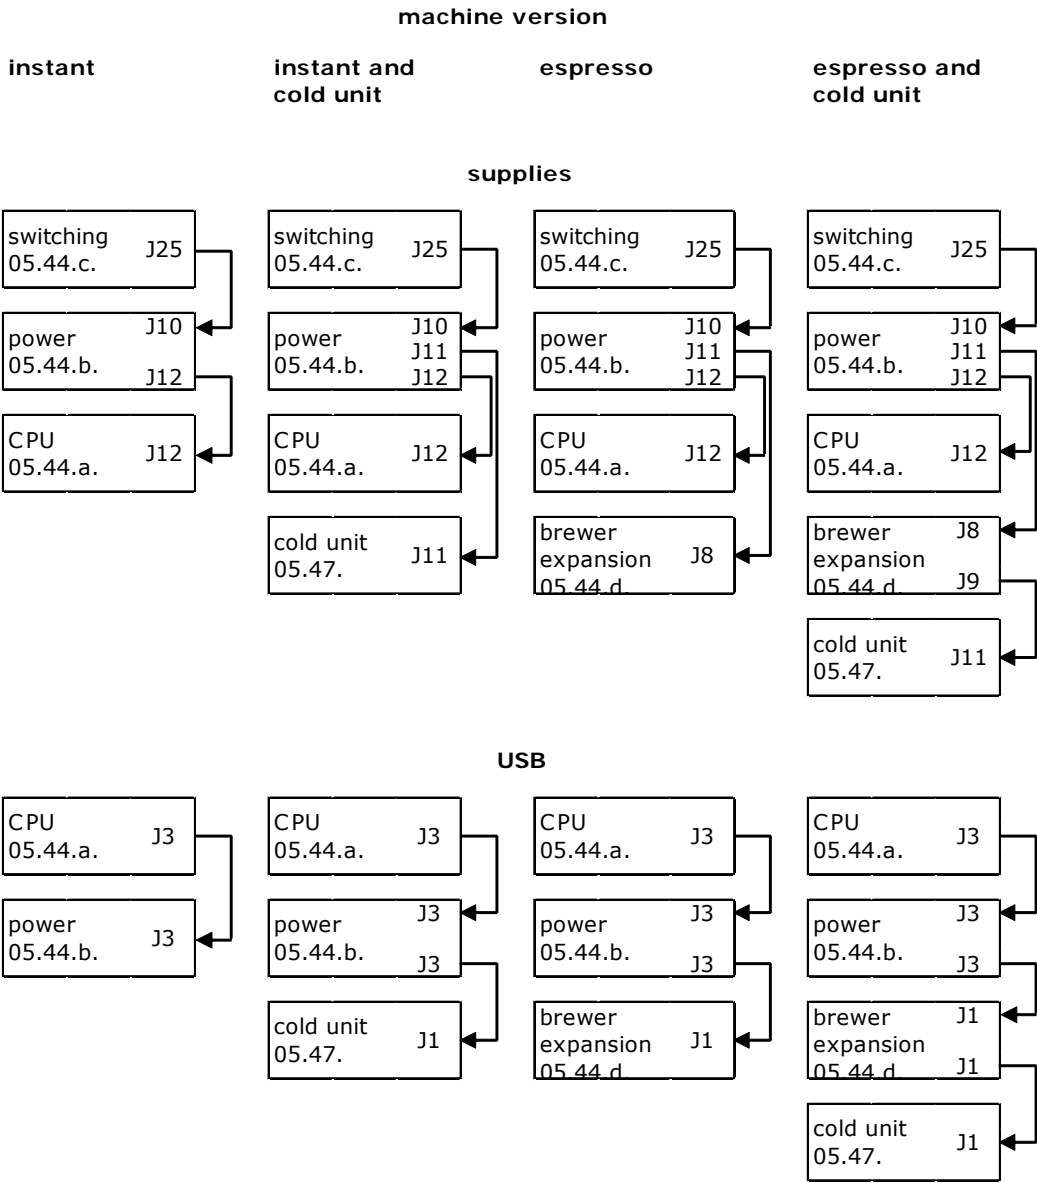 machine version
instant
instant and
cold unit
espresso
espresso and
cold unit
supplies
switching
05.44.c.
J25
power
05.44.b.
J10
J12
CPU
05.44.a.
J12
switching
05.44.c.
J25
power
05.44.b.
J10
J11
J12
CPU
05.44.a.
J12
cold unit
05.47.
J11
switching
05.44.c.
J25
power
05.44.b.
J10
J11
J12
CPU
05.44.a.
J12
brewer
expansion
05.44.d.
J8
switching
05.44.c.
J25
power
05.44.b.
J10
J11
J12
CPU
05.44.a.
J12
brewer
expansion
05.44.d.
J8
J9
cold unit
05.47.
J11
USB
CPU
05.44.a.
J3
power
05.44.b.
J3
CPU
05.44.a.
J3
power
05.44.b.
J3
J3
cold unit
05.47.
J1
CPU
05.44.a.
J3
power
05.44.b.
J3
J3
brewer
expansion
05.44.d
J1
CPU
05.44.a.
J3
power
05.44.b.
J3
J3
brewer
expansion
05.44.d.
J1
J1
cold unit
05.47.
J1